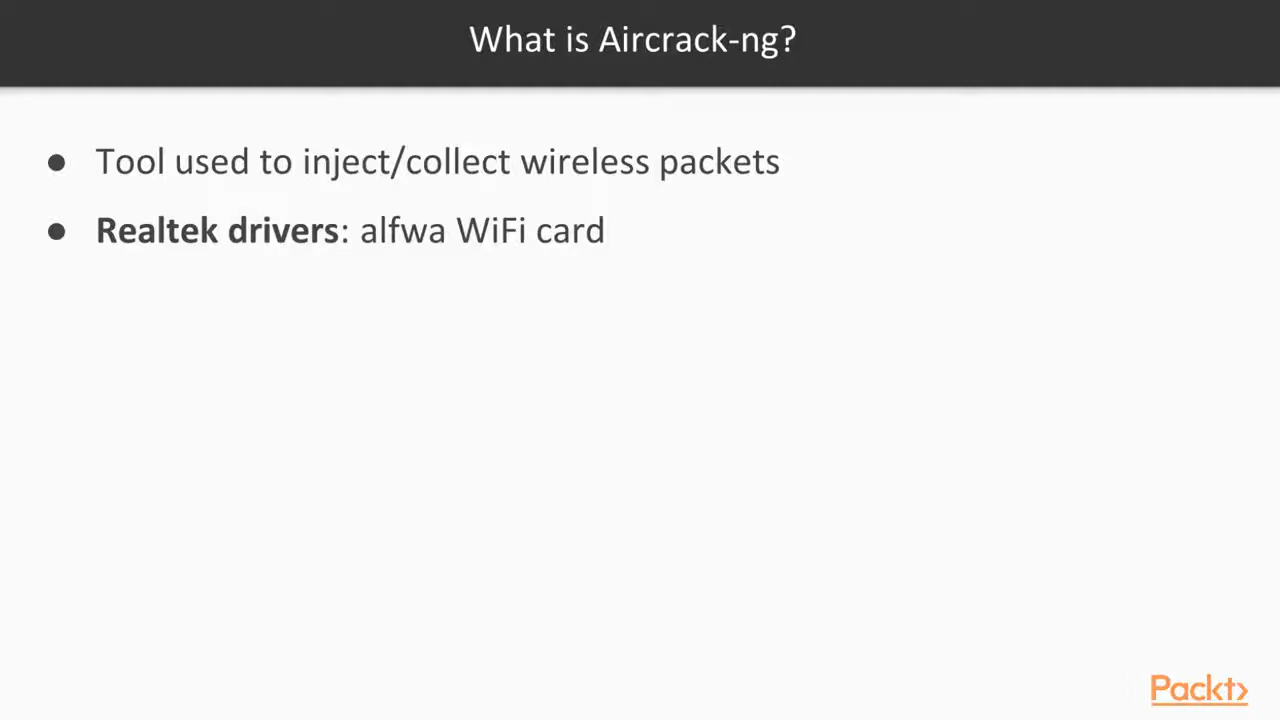 What is Aircrack-ng?
● Tool used to inject/collect wireless packets
● Realtek drivers: alfwa WiFi card
Packt>